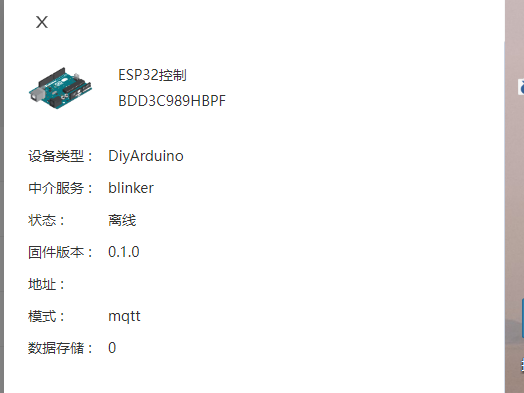 X
ESP32控制
BDD3C989HBPF
设备类型： DiyArduino
中介服务： blinker
状态： 离线
固件版本： 0.1.0
地址：
模式： mqtt
数据存储： 0